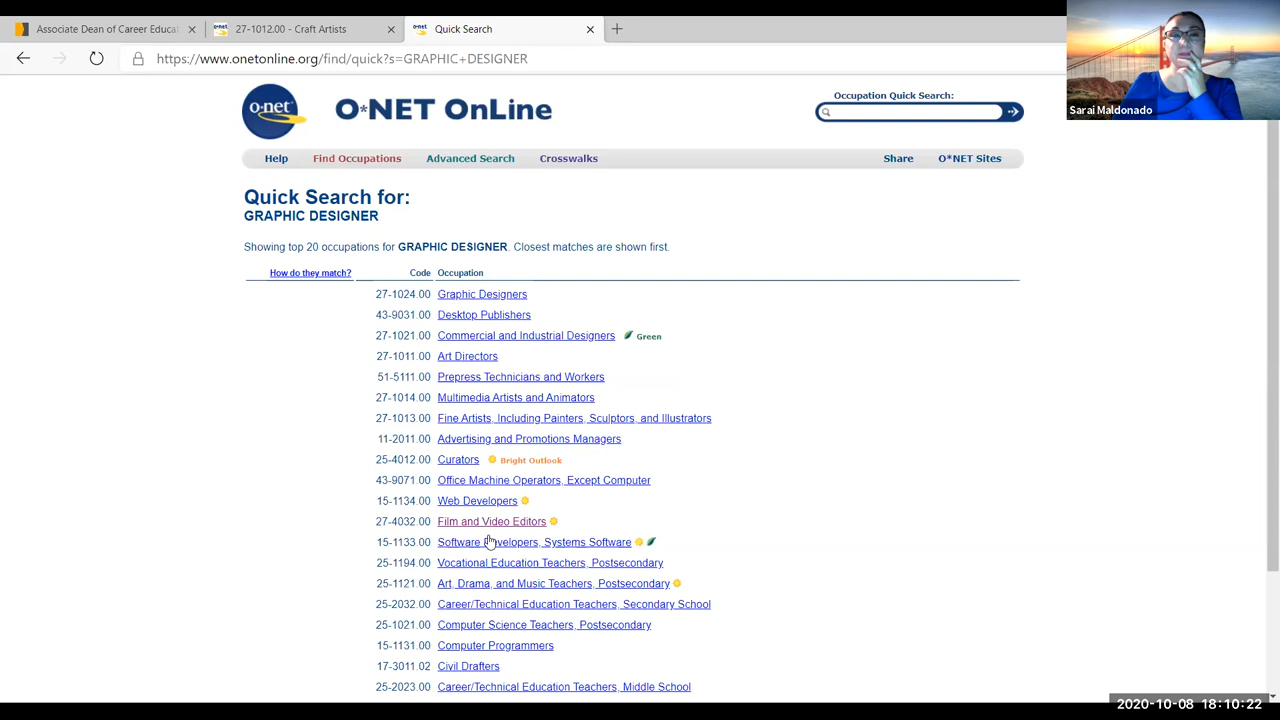 Associate Dean of Career Educat
27-1012.00 - Craft Artists
Quick Search
https://www.onetonline.org/find/quick?s=GRAPHIC+DESIGNER
Sarai Maldonado
o·net
O*NET OnLine
Occupation Quick Search:
Help
Find Occupations
Advanced Search
Crosswalks
Share
O*NET Sites
Quick Search for:
GRAPHIC DESIGNER
Showing top 20 occupations for GRAPHIC DESIGNER. Closest matches are shown first.
How do they match? Code Occupation
27-1024.00 Graphic Designers
43-9031.00 Desktop Publishers
27-1021.00 Commercial and Industrial Designers Green
27-1011.00 Art Directors
51-5111.00 Prepress Technicians and Workers
27-1014.00 Multimedia Artists and Animators
27-1013.00 Fine Artists, Including Painters, Sculptors, and Illustrators
11-2011.00 Advertising and Promotions Managers
25-4012.00 Curators Bright Outlook
43-9071.00 Office Machine Operators, Except Computer
15-1134.00 Web Developers
27-4032.00 Film and Video Editors
15-1133.00 Software Developers, Systems Software
25-1194.00 Vocational Education Teachers, Postsecondary
25-1121.00 Art, Drama, and Music Teachers, Postsecondary
25-2032.00 Career/Technical Education Teachers, Secondary School
25-1021.00 Computer Science Teachers, Postsecondary
15-1131.00 Computer Programmers
17-3011.02 Civil Drafters
25-2023.00 Career/Technical Education Teachers, Middle School
2020-10-08 18:10:22